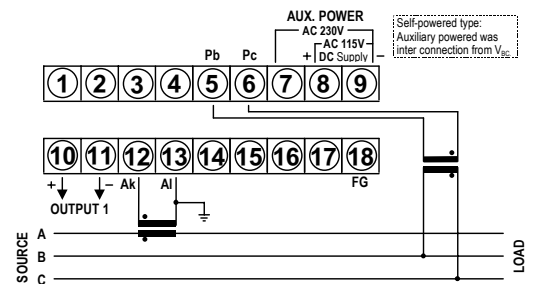 AUX. POWER
AC 230V
AC 115V
+ DC Supply –
Self-powered type:
Auxiliary powered was
inter connection from VBC
Pb Pc
1 2 3 4 5 6 7 8 9
10 11 12 13 14 15 16 17 18
+ – Ak Al FG
OUTPUT 1
SOURCE
A
B
C
LOAD